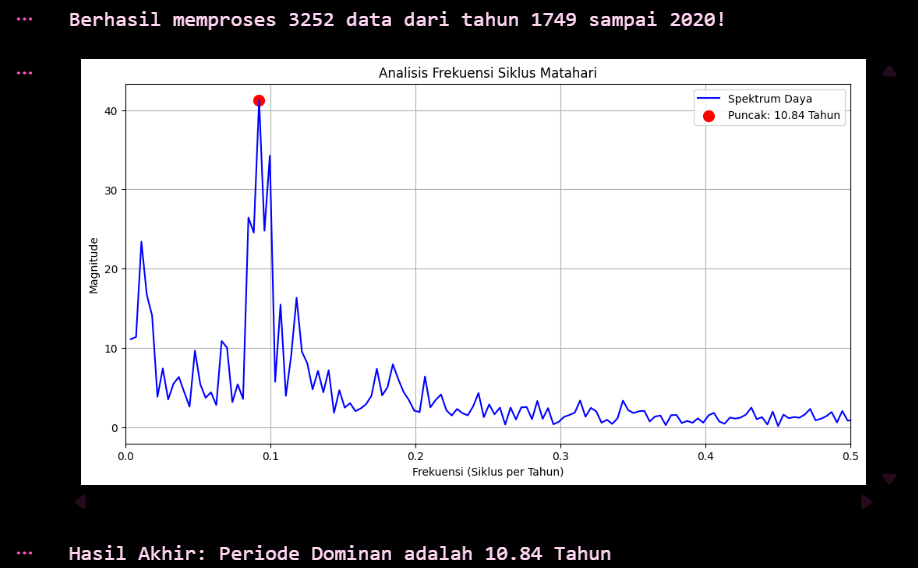 Berhasil memproses 3252 data dari tahun 1749 sampai 2020!
Analisis Frekuensi Siklus Matahari
Spektrum Daya
Puncak: 10.84 Tahun
40
30
20
10
0
Magnitude
0.0 0.1 0.2 0.3 0.4 0.5
Frekuensi (Siklus per Tahun)
Hasil Akhir: Periode Dominan adalah 10.84 Tahun